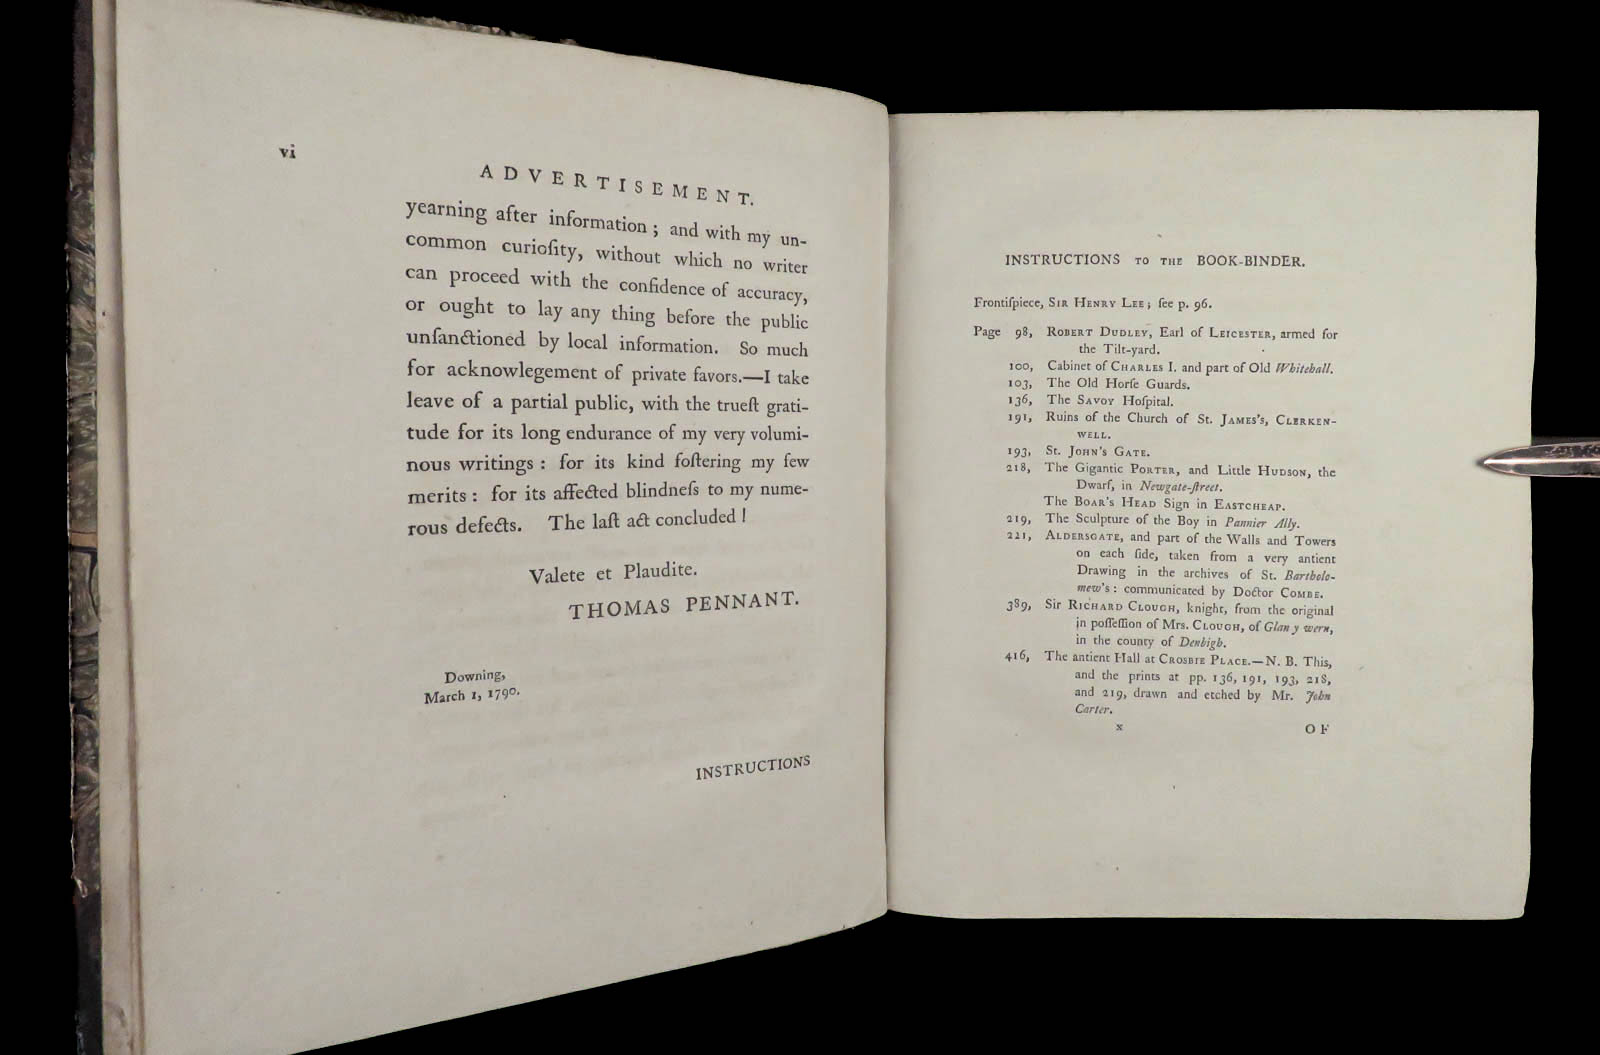 vi
ADVERTISEMENT.
yearning after information; and with my un-
common curioſity, without which no writer
can proceed with the confidence of accuracy,
or ought to lay any thing before the public
unſanctioned by local information. So much
for acknowlegement of private favors.—I take
leave of a partial public, with the trueſt grati-
tude for its long endurance of my very volumi-
nous writings: for its kind foſtering my few
merits: for its affected blindneſs to my nume-
rous defects. The laſt act concluded!
Valete et Plaudite.
THOMAS PENNANT.
Downing,
March 1, 1790.
INSTRUCTIONS
INSTRUCTIONS TO THE BOOK-BINDER.
Frontiſpiece, SIR HENRY LEE; ſee p. 96.
Page 98, ROBERT DUDLEY, Earl of LEICESTER, armed for
the Tilt-yard.
100, Cabinet of CHARLES I. and part of Old Whitehall.
103, The Old Horſe Guards.
136, The SAVOY Hoſpital.
191, Ruins of the Church of St. JAMES'S, CLERKEN-
WELL.
193, St. JOHN'S GATE.
218, The Gigantic PORTER, and Little HUDSON, the
Dwarf, in Newgate-ſtreet.
The BOAR'S HEAD Sign in EASTCHEAP.
219, The Sculpture of the Boy in Pannier Ally.
221, ALDERSGATE, and part of the Walls and Towers
on each ſide, taken from a very antient
Drawing in the archives of St. Bartholo-
mew's: communicated by Doctor COMBE.
389, Sir RICHARD CLOUGH, knight, from the original
in poſſeſſion of Mrs. CLOUGH, of Glan y wern,
in the county of Denbigh.
416, The antient Hall at CROSBIE PLACE.—N. B. This,
and the prints at pp. 136, 191, 193, 218,
and 219, drawn and etched by Mr. John
Carter.
x OF